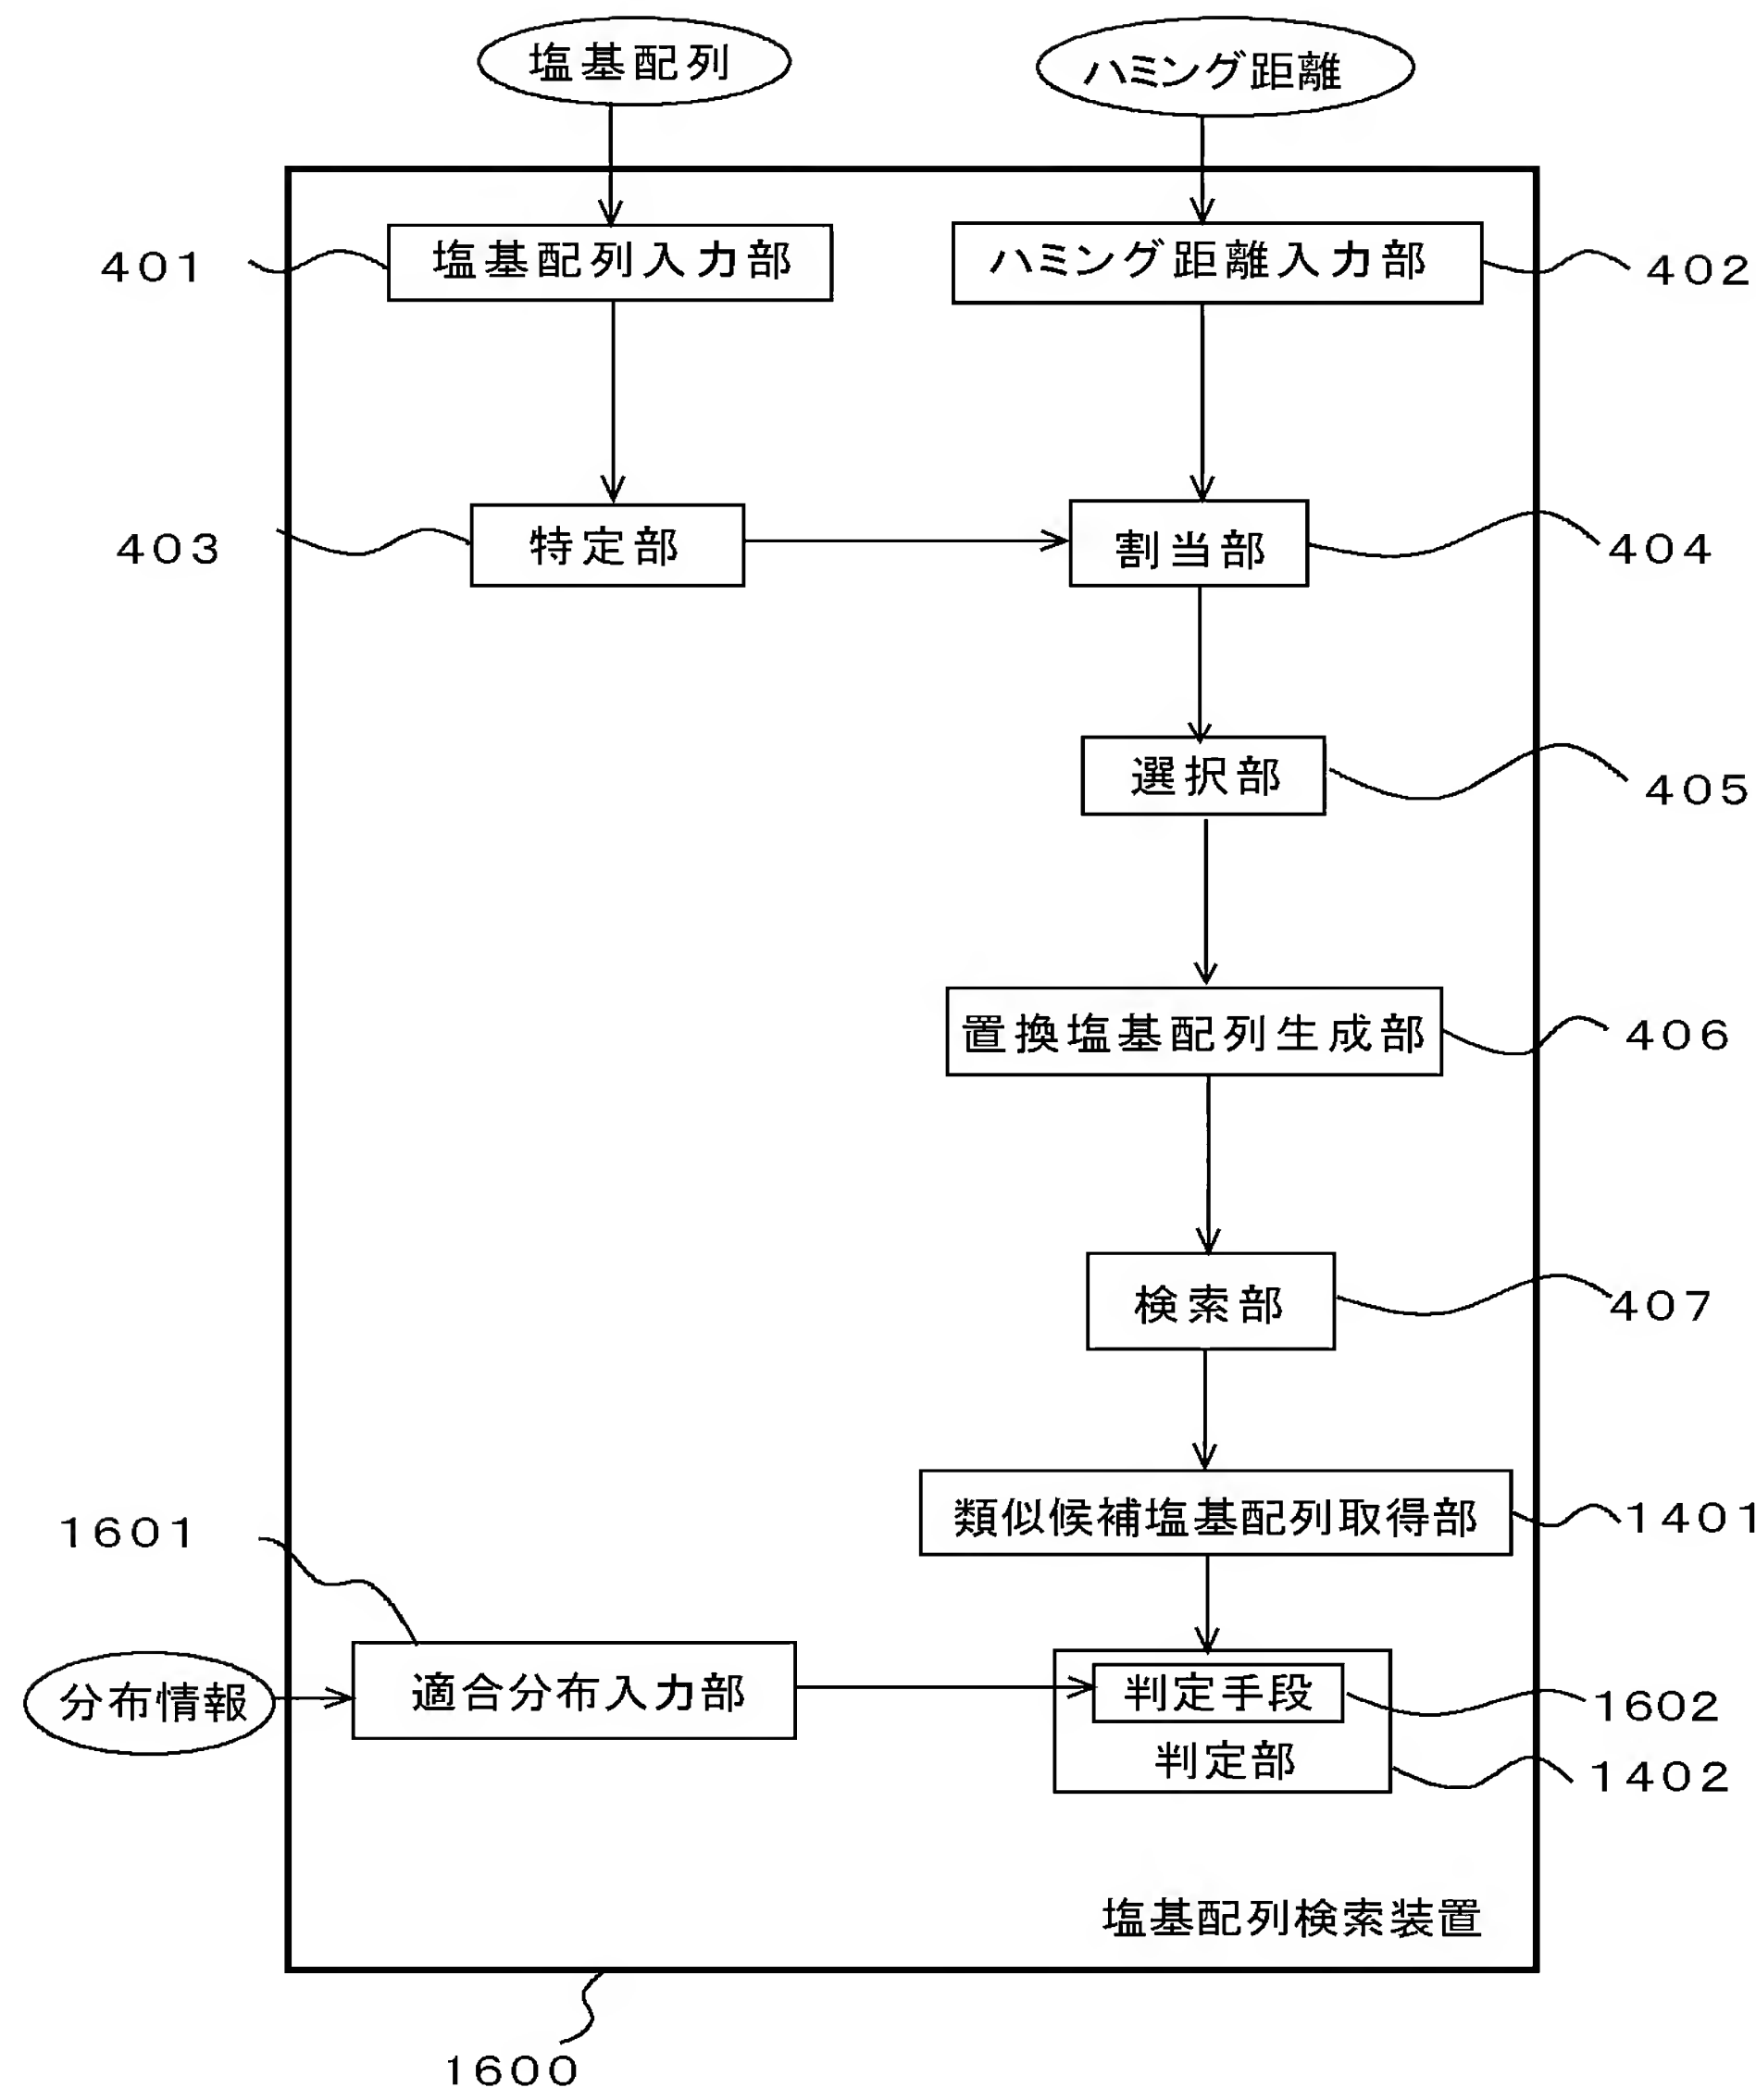 塩基配列
ハミング距離
401
塩基配列入力部
ハミング距離入力部
402
403
特定部
割当部
404
選択部
405
置換塩基配列生成部
406
検索部
407
類似候補塩基配列取得部
1401
1601
分布情報
適合分布入力部
判定手段
1602
判定部
1402
塩基配列検索装置
1600